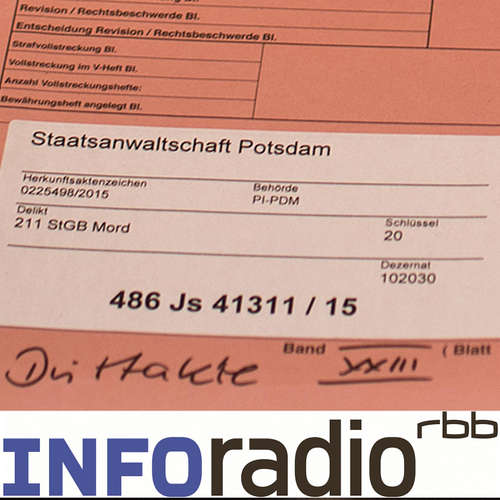 Revision / Rechtsbeschwerde Bl.
Entscheidung Revision / Rechtsbeschwerde Bl.
Strafvollstreckung Bl.
Vollstreckung im V-Heft Bl.
Anzahl Vollstreckungshefte:
Bewährungsheft angelegt Bl.
Staatsanwaltschaft Potsdam
Herkunftsaktenzeichen
0225498/2015
Behörde
PI-PDM
Delikt
211 StGB Mord
Schlüssel
20
Dezernat
102030
486 Js 41311 / 15
Drittakte
Band XXIII ( Blatt
INFOradio rbb